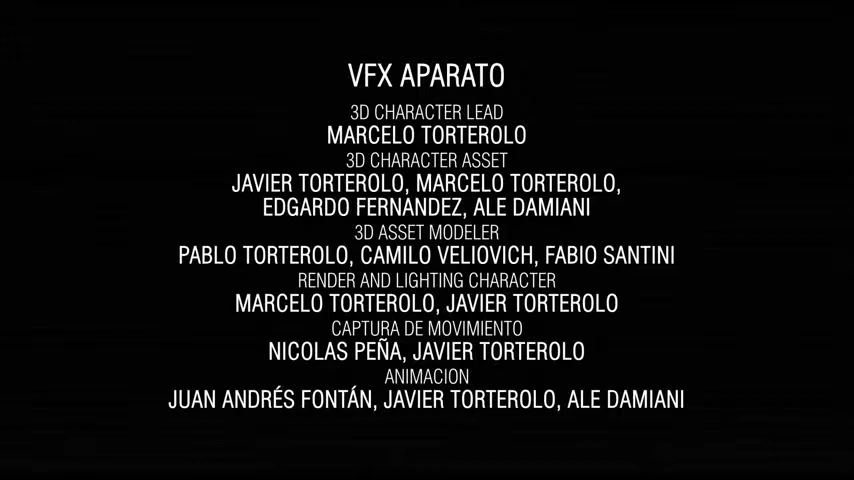 VFX APARATO
3D CHARACTER LEAD
MARCELO TORTEROLO
3D CHARACTER ASSET
JAVIER TORTEROLO, MARCELO TORTEROLO,
EDGARDO FERNANDEZ, ALE DAMIANI
3D ASSET MODELER
PABLO TORTEROLO, CAMILO VELIOVICH, FABIO SANTINI
RENDER AND LIGHTING CHARACTER
MARCELO TORTEROLO, JAVIER TORTEROLO
CAPTURA DE MOVIMIENTO
NICOLAS PEÑA, JAVIER TORTEROLO
ANIMACION
JUAN ANDRÉS FONTÁN, JAVIER TORTEROLO, ALE DAMIANI